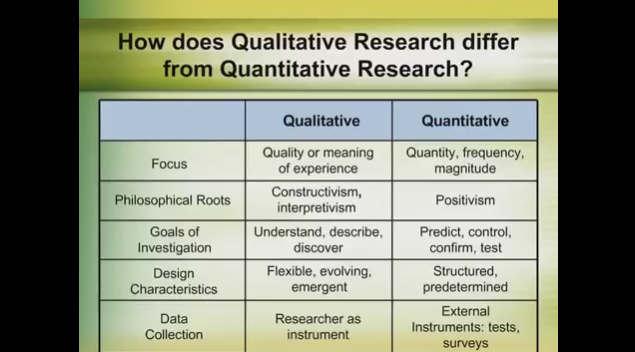 How does Qualitative Research differ
from Quantitative Research?
Qualitative
Quantitative
Focus
Quality or meaning
of experience
Quantity, frequency,
magnitude
Philosophical Roots
Constructivism,
interpretivism
Positivism
Goals of
Investigation
Understand, describe,
discover
Predict, control,
confirm, test
Design
Characteristics
Flexible, evolving,
emergent
Structured,
predetermined
Data
Collection
Researcher as
instrument
External
Instruments: tests,
surveys